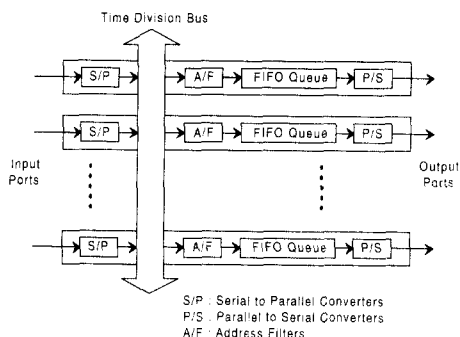 Time Division Bus
S/P A/F FIFO Queue P/S
S/P A/F FIFO Queue P/S
Input
Ports
Output
Ports
S/P A/F FIFO Queue P/S
S/P : Serial to Parallel Converters
P/S : Parallel to Serial Converters
A/F : Address Filters